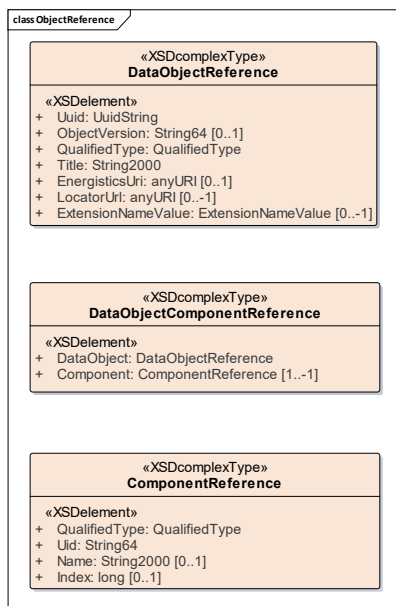 class ObjectReference
«XSDcomplexType»
DataObjectReference
«XSDelement»
+ Uuid: UuidString
+ ObjectVersion: String64 [0..1]
+ QualifiedType: QualifiedType
+ Title: String2000
+ EnergisticsUri: anyURI [0..1]
+ LocatorUrl: anyURI [0..-1]
+ ExtensionNameValue: ExtensionNameValue [0..-1]
«XSDcomplexType»
DataObjectComponentReference
«XSDelement»
+ DataObject: DataObjectReference
+ Component: ComponentReference [1..-1]
«XSDcomplexType»
ComponentReference
«XSDelement»
+ QualifiedType: QualifiedType
+ Uid: String64
+ Name: String2000 [0..1]
+ Index: long [0..1]